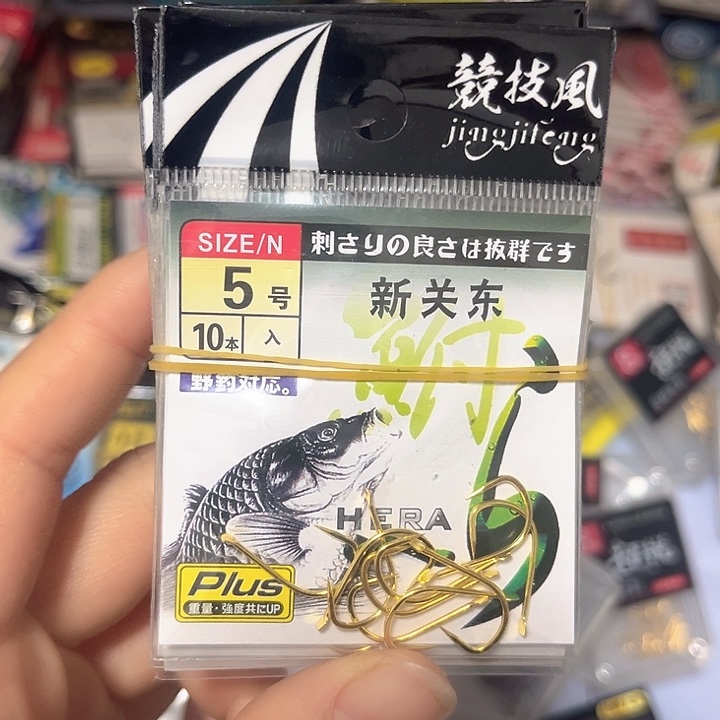 競技風
jingjifeng
SIZE/N
刺さりの良さは抜群です
5号
新关东
10本入
野釣対応。
HERA
Plus
重量・強度共にUP